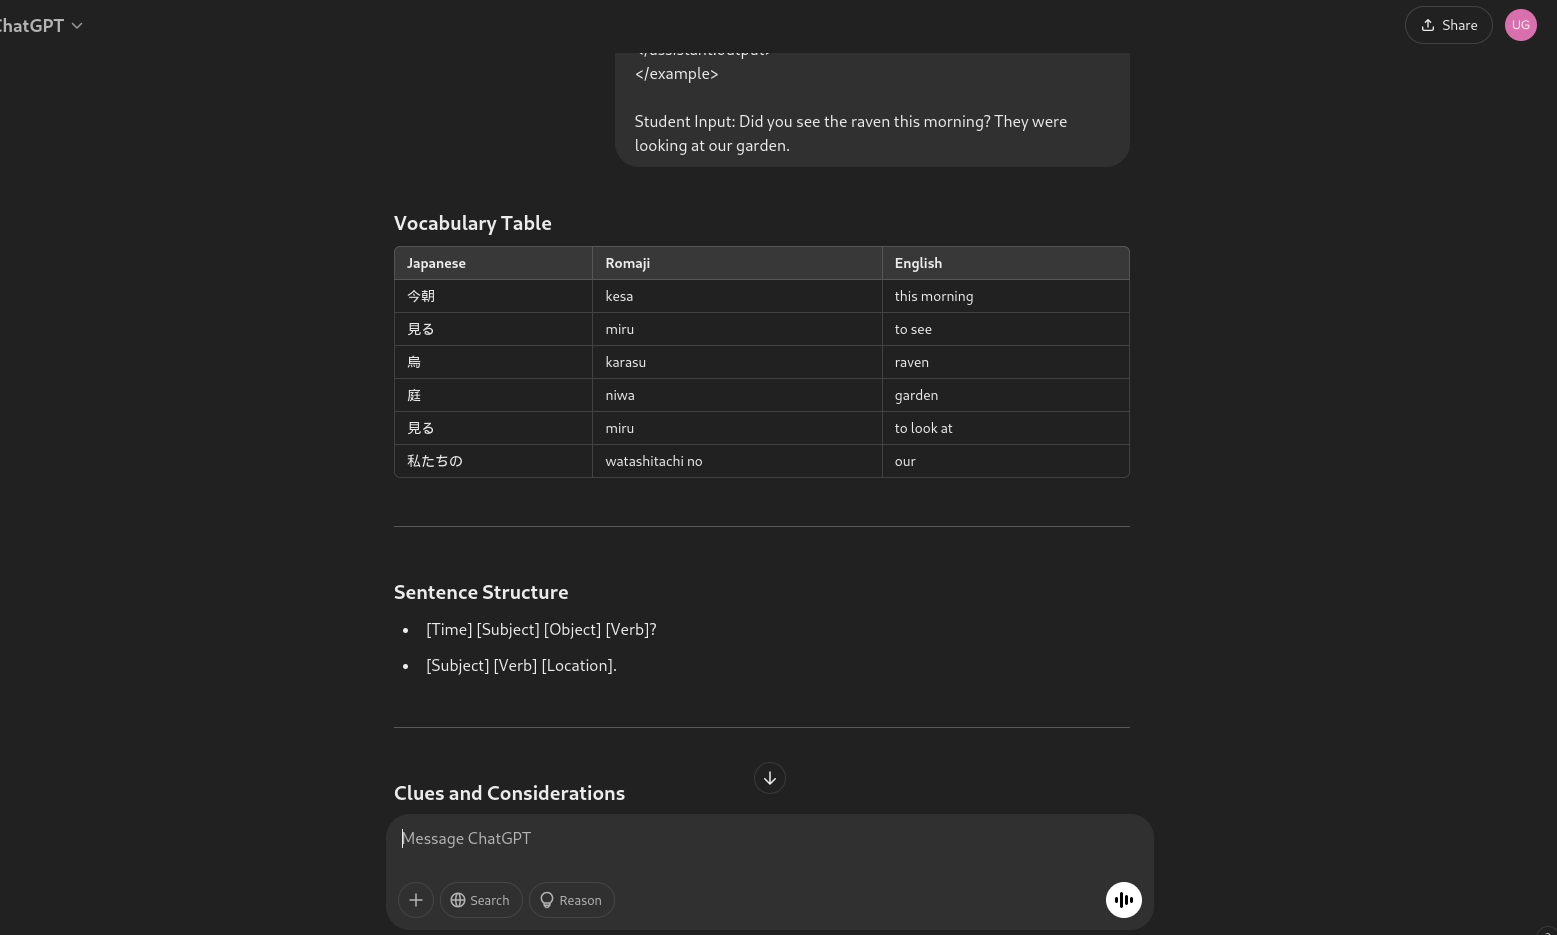 ChatGPT
Share
UG
</assistant:output>
</example>
Student Input: Did you see the raven this morning? They were
looking at our garden.
Vocabulary Table
Japanese Romaji English
今朝 kesa this morning
見る miru to see
烏 karasu raven
庭 niwa garden
見る miru to look at
私たちの watashitachi no our
Sentence Structure
• [Time] [Subject] [Object] [Verb]?
• [Subject] [Verb] [Location].
Clues and Considerations
Message ChatGPT
Search Reason